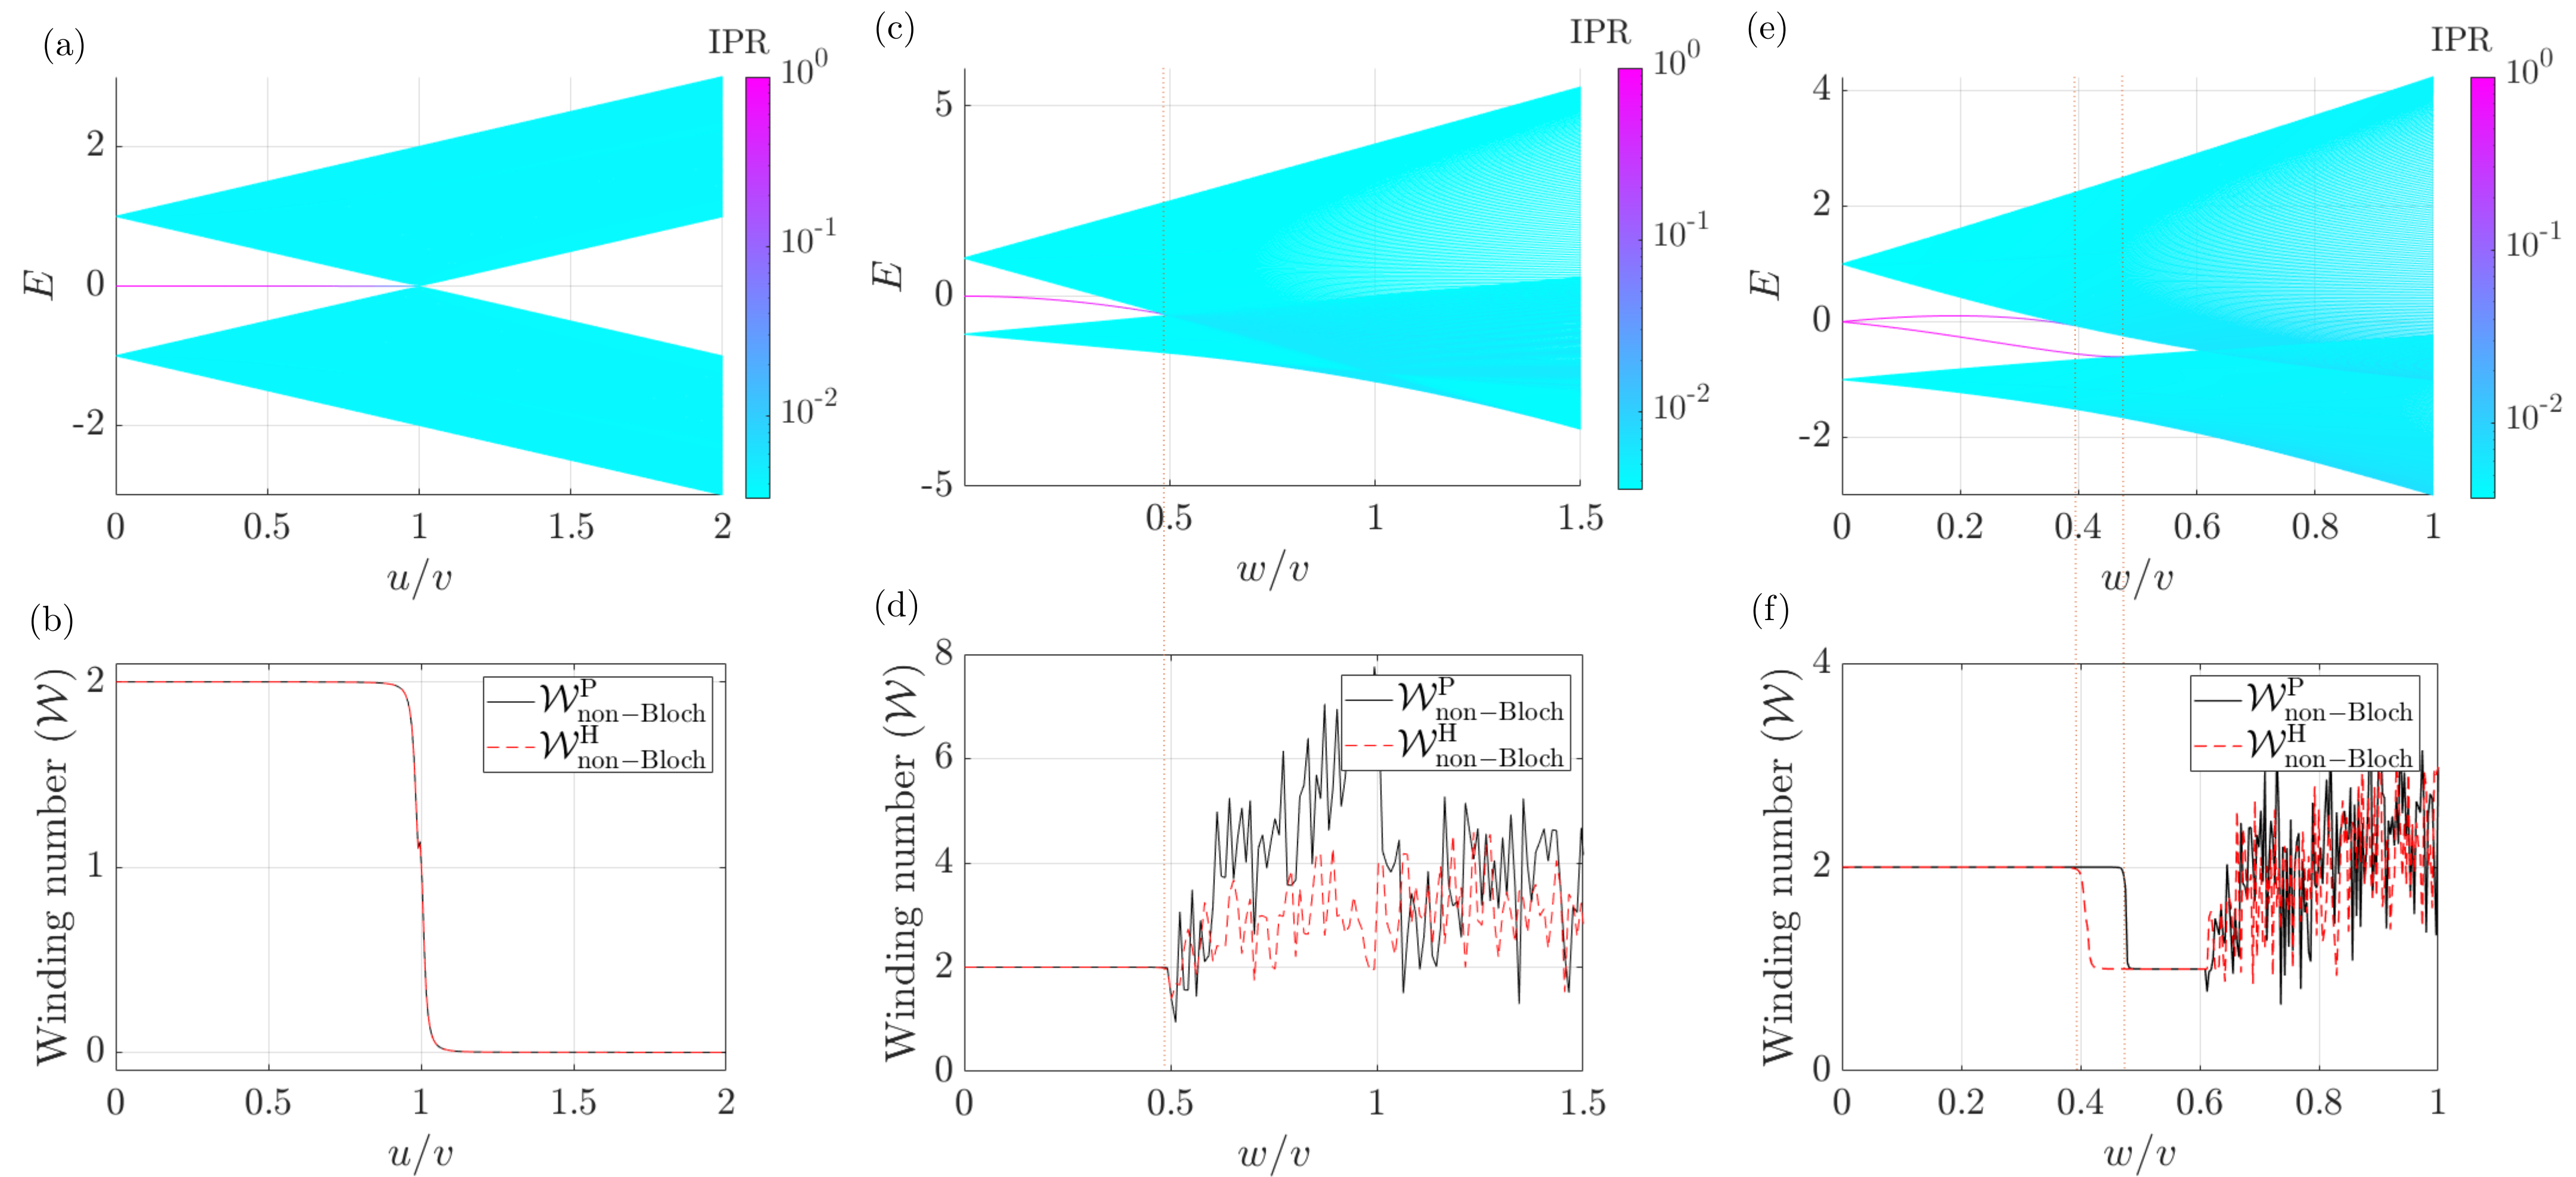 (a)
IPR
10^0
10^-1
10^-2
2
0
-2
E
0 0.5 1 1.5 2
u/v
(b)
2
1
0
Winding number (𝒲)
𝒲^P_non−Bloch
𝒲^H_non−Bloch
0 0.5 1 1.5 2
u/v
(c)
IPR
10^0
10^-1
10^-2
5
0
-5
E
0.5 1 1.5
w/v
(d)
8
6
4
2
0
Winding number (𝒲)
𝒲^P_non−Bloch
𝒲^H_non−Bloch
0 0.5 1 1.5
w/v
(e)
IPR
10^0
10^-1
10^-2
4
2
0
-2
E
0 0.2 0.4 0.6 0.8 1
w/v
(f)
4
2
0
Winding number (𝒲)
𝒲^P_non−Bloch
𝒲^H_non−Bloch
0 0.2 0.4 0.6 0.8 1
w/v